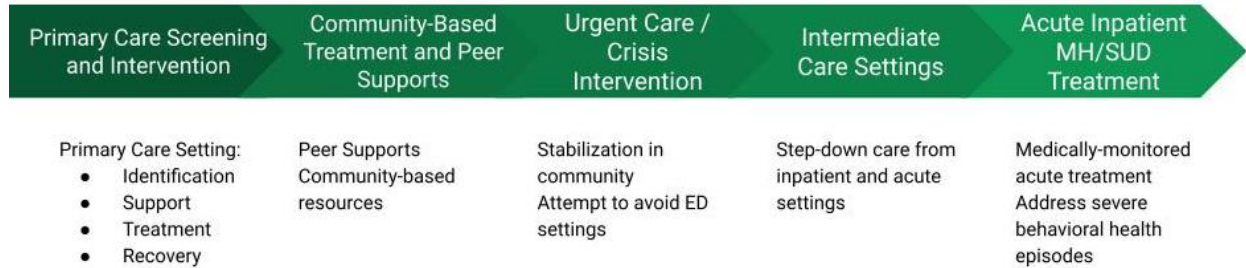 Primary Care Screening
and Intervention
Community-Based
Treatment and Peer
Supports
Urgent Care /
Crisis
Intervention
Intermediate
Care Settings
Acute Inpatient
MH/SUD
Treatment
Primary Care Setting:
● Identification
● Support
● Treatment
● Recovery
Peer Supports
Community-based
resources
Stabilization in
community
Attempt to avoid ED
settings
Step-down care from
inpatient and acute
settings
Medically-monitored
acute treatment
Address severe
behavioral health
episodes